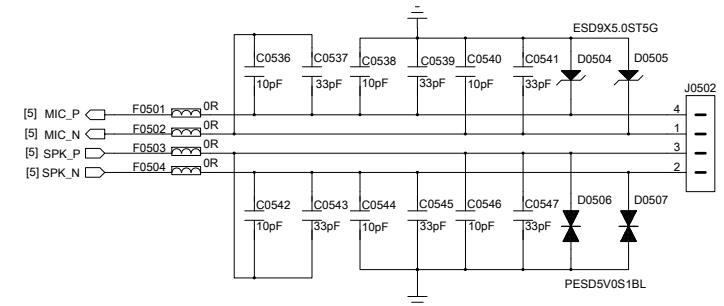 ESD9X5.0ST5G
C0536 C0537 C0538 C0539 C0540 C0541 D0504 D0505
10pF 33pF 10pF 33pF 10pF 33pF
J0502
[5] MIC_P F0501 0R 4
[5] MIC_N F0502 0R 1
[5] SPK_P F0503 0R 3
[5] SPK_N F0504 0R 2
C0542 C0543 C0544 C0545 C0546 C0547 D0506 D0507
10pF 33pF 10pF 33pF 10pF 33pF
PESD5V0S1BL